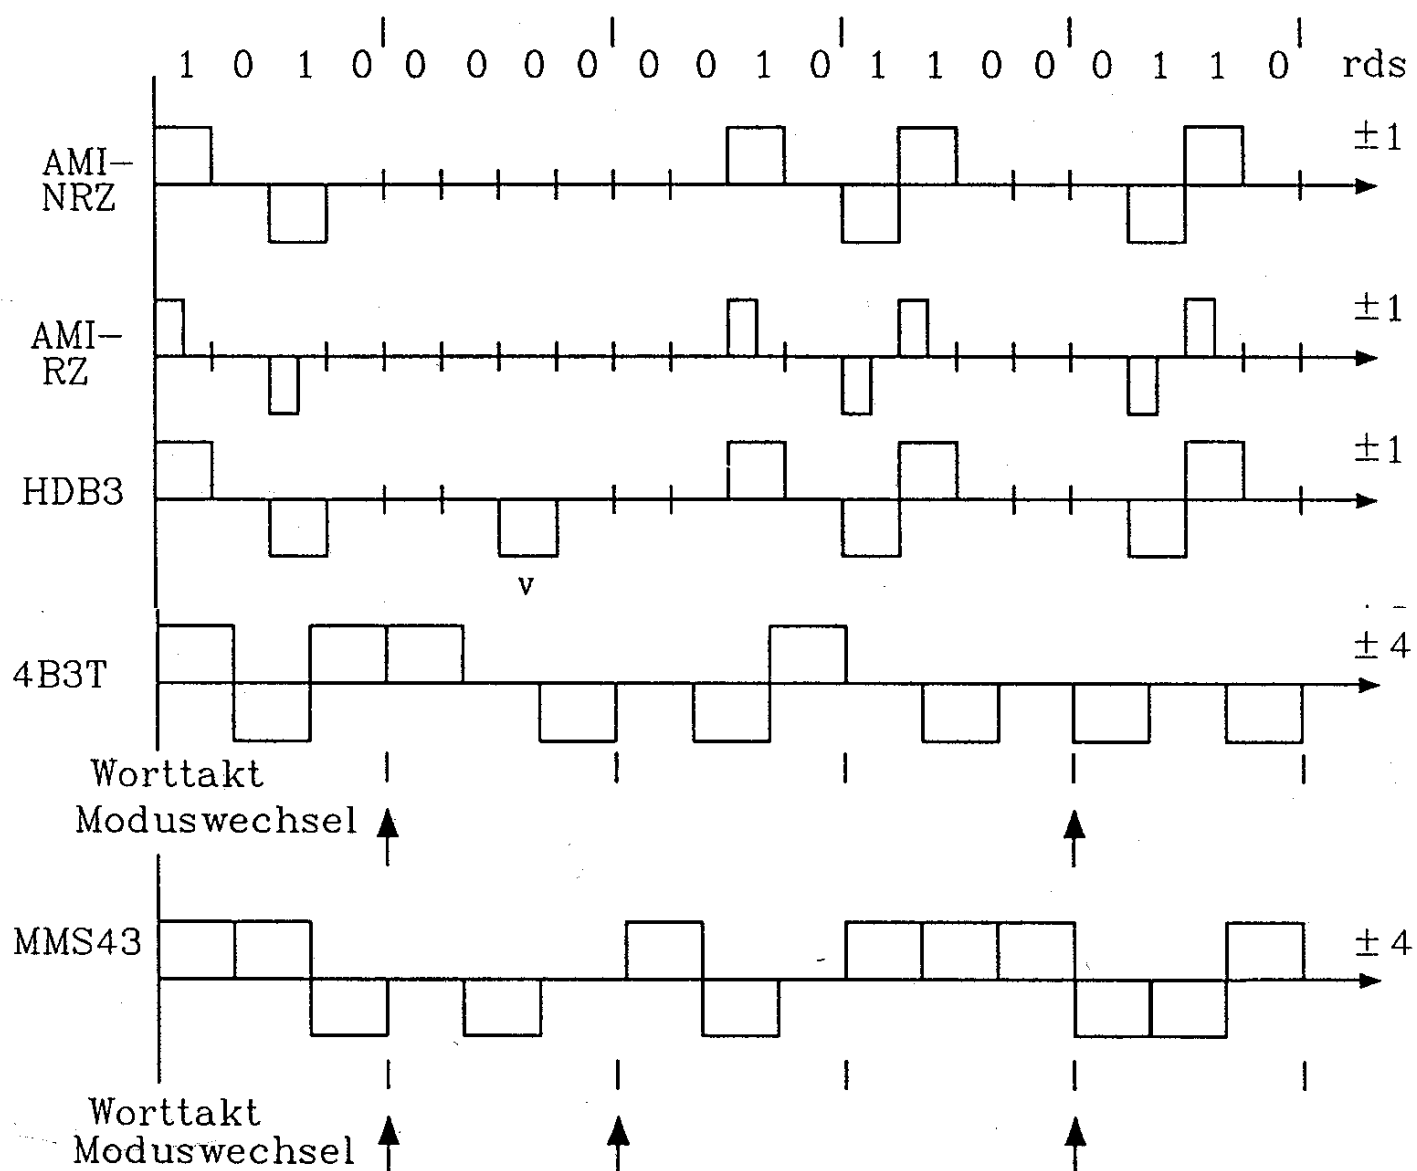 1 0 1 0 0 0 0 0 0 0 1 0 1 1 0 0 0 1 1 0 rds
AMI-
NRZ
±1
AMI-
RZ
±1
HDB3
±1
v
4B3T
±4
Worttakt
Moduswechsel
MMS43
±4
Worttakt
Moduswechsel